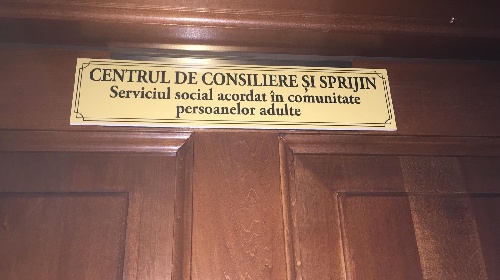 CENTRUL DE CONSILIERE ȘI SPRIJIN
Serviciul social acordat în comunitate
persoanelor adulte